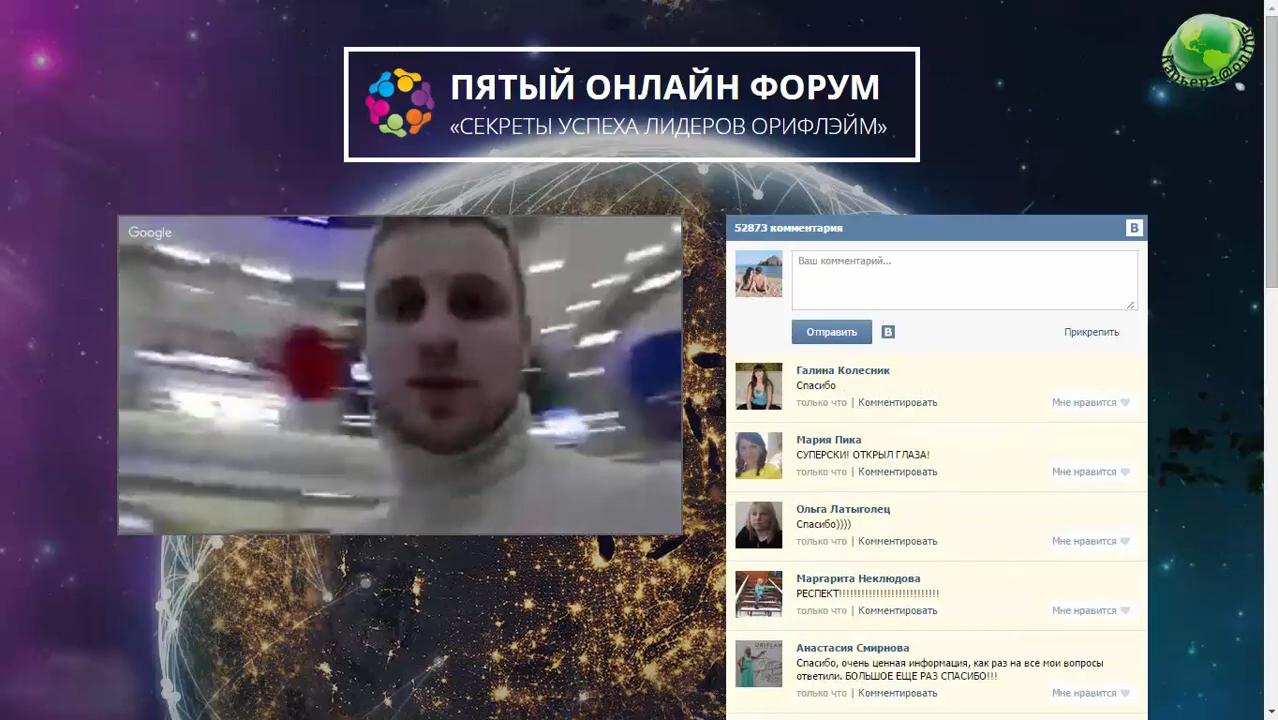 карьера@online
ПЯТЫЙ ОНЛАЙН ФОРУМ
«СЕКРЕТЫ УСПЕХА ЛИДЕРОВ ОРИФЛЭЙМ»
Google
52873 комментария
B
Ваш комментарий...
Отправить
B
Прикрепить
Галина Колесник
Спасибо
только что | Комментировать
Мне нравится
Мария Пика
СУПЕРСКИ! ОТКРЫЛ ГЛАЗА!
только что | Комментировать
Мне нравится
Ольга Латыголец
Спасибо))))
только что | Комментировать
Мне нравится
Маргарита Неклюдова
РЕСПЕКТ!!!!!!!!!!!!!!!!!!!!!!!!!!!
только что | Комментировать
Мне нравится
ORIFLAM
Анастасия Смирнова
Спасибо, очень ценная информация, как раз на все мои вопросы
ответили. БОЛЬШОЕ ЕЩЕ РАЗ СПАСИБО!!!
только что | Комментировать
Мне нравится